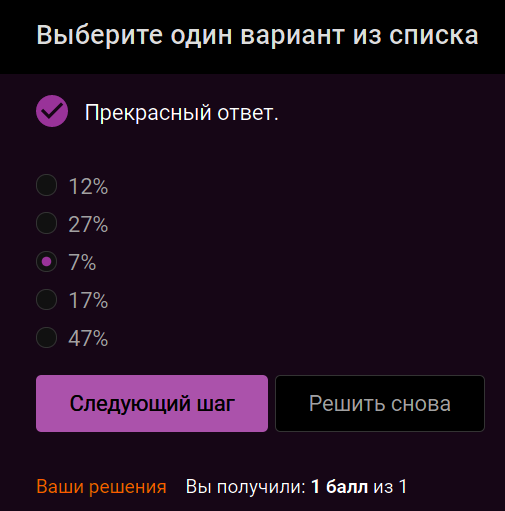 Выберите один вариант из списка
Прекрасный ответ.
12%
27%
7%
17%
47%
Следующий шаг Решить снова
Ваши решения Вы получили: 1 балл из 1